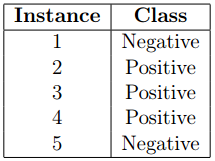 Instance Class
1 Negative
2 Positive
3 Positive
4 Positive
5 Negative